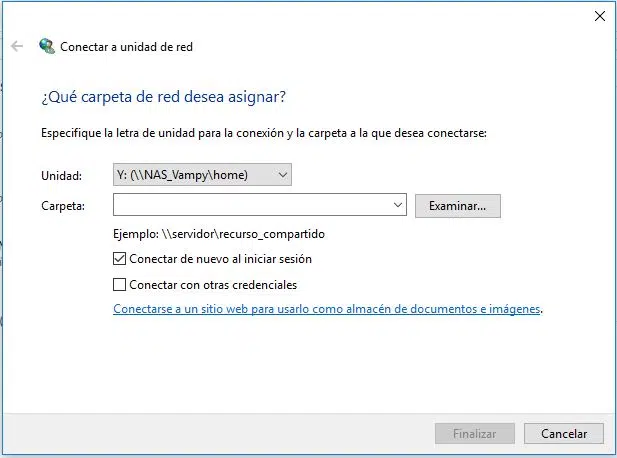 Conectar a unidad de red
¿Qué carpeta de red desea asignar?
Especifique la letra de unidad para la conexión y la carpeta a la que desea conectarse:
Unidad: Y: (\\NAS_Vampy\home)
Carpeta: Examinar...
Ejemplo: \\servidor\recurso_compartido
Conectar de nuevo al iniciar sesión
Conectar con otras credenciales
Conectarse a un sitio web para usarlo como almacén de documentos e imágenes.
Finalizar Cancelar